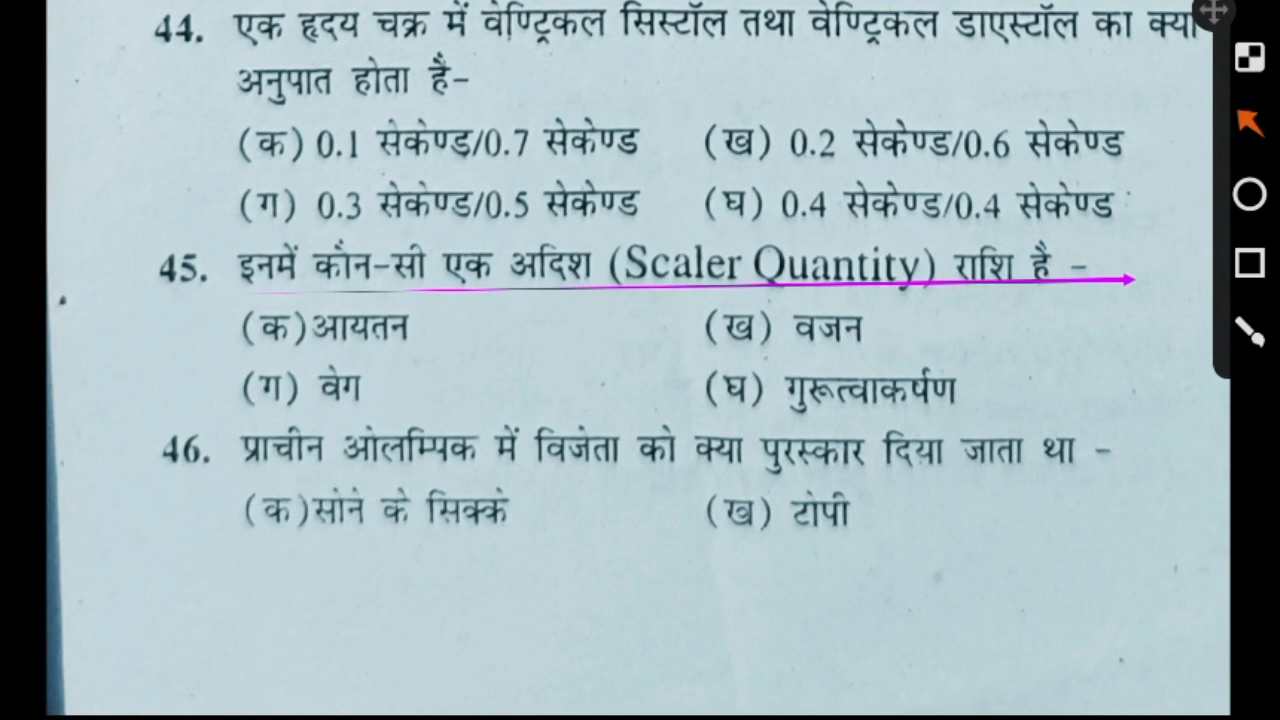 44. एक हृदय चक्र में वेण्ट्रिकल सिस्टॉल तथा वेण्ट्रिकल डाएस्टॉल का क्या
अनुपात होता है-
(क) 0.1 सेकेण्ड/0.7 सेकेण्ड (ख) 0.2 सेकेण्ड/0.6 सेकेण्ड
(ग) 0.3 सेकेण्ड/0.5 सेकेण्ड (घ) 0.4 सेकेण्ड/0.4 सेकेण्ड
45. इनमें कौन-सी एक अदिश (Scaler Quantity) राशि है -
(क)आयतन (ख) वजन
(ग) वेग (घ) गुरूत्वाकर्षण
46. प्राचीन ओलम्पिक में विजेता को क्या पुरस्कार दिया जाता था -
(क)सोने के सिक्के (ख) टोपी